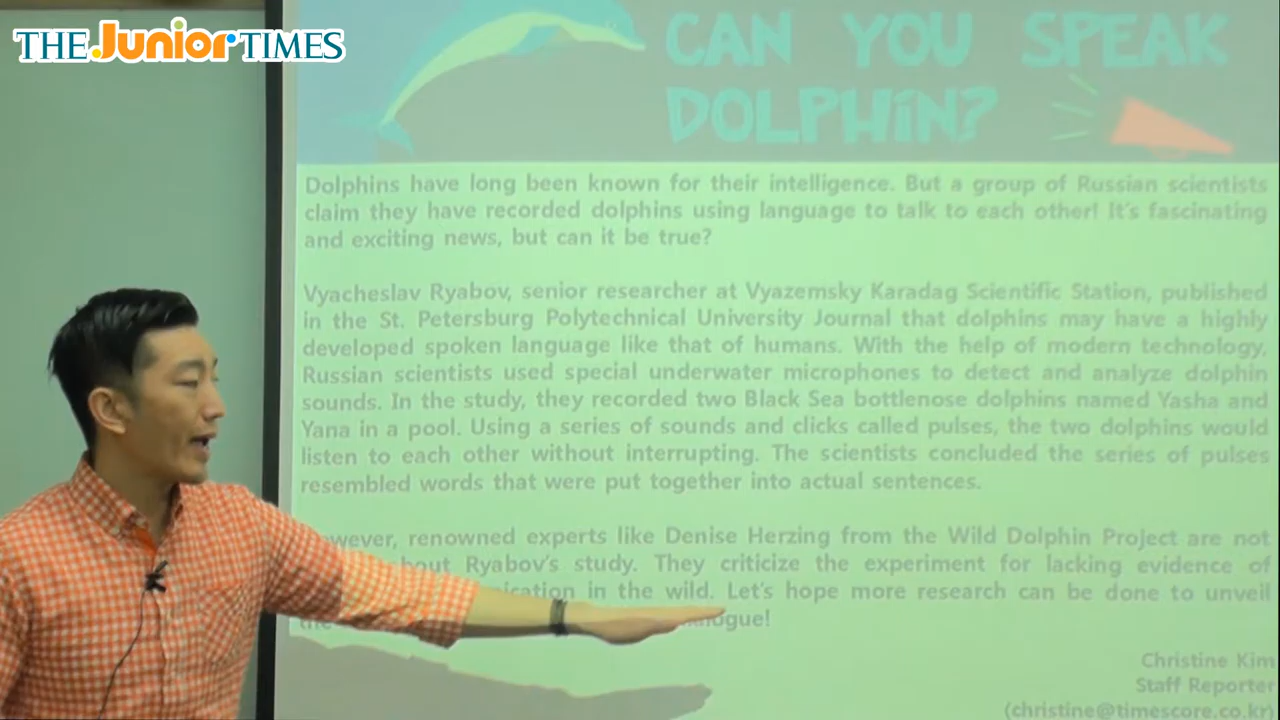 THE Junior TIMES
CAN YOU SPEAK
DOLPHIN?
Dolphins have long been known for their intelligence. But a group of Russian scientists
claim they have recorded dolphins using language to talk to each other! It's fascinating
and exciting news, but can it be true?
Vyacheslav Ryabov, senior researcher at Vyazemsky Karadag Scientific Station, published
in the St. Petersburg Polytechnical University Journal that dolphins may have a highly
developed spoken language like that of humans. With the help of modern technology,
Russian scientists used special underwater microphones to detect and analyze dolphin
sounds. In the study, they recorded two Black Sea bottlenose dolphins named Yasha and
Yana in a pool. Using a series of sounds and clicks called pulses, the two dolphins would
listen to each other without interrupting. The scientists concluded the series of pulses
resembled words that were put together into actual sentences.
renowned experts like Denise Herzing from the Wild Dolphin Project are not
Ryabov's study. They criticize the experiment for lacking evidence of
in the wild. Let's hope more research can be done to unveil
Christine Kim
Staff Reporter
(christine@timescore.co.kr)